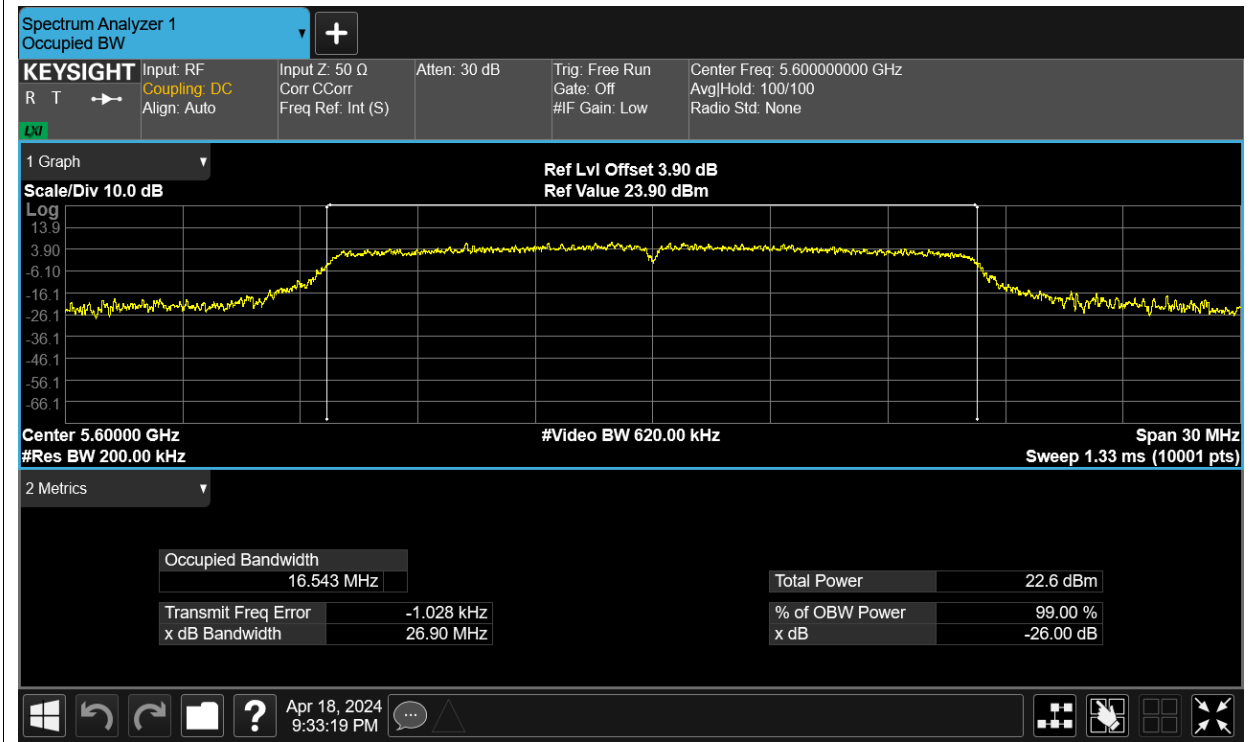 Spectrum Analyzer 1
Occupied BW
KEYSIGHT
R T
LXI
Input: RF
Coupling: DC
Align: Auto
Input Z: 50 Ω
Corr CCorr
Freq Ref: Int (S)
Atten: 30 dB
Trig: Free Run
Gate: Off
#IF Gain: Low
Center Freq: 5.600000000 GHz
Avg|Hold: 100/100
Radio Std: None
1 Graph
Scale/Div 10.0 dB
Ref Lvl Offset 3.90 dB
Ref Value 23.90 dBm
Log
13.9
3.90
-6.10
-16.1
-26.1
-36.1
-46.1
-56.1
-66.1
Center 5.60000 GHz
#Video BW 620.00 kHz
Span 30 MHz
#Res BW 200.00 kHz
Sweep 1.33 ms (10001 pts)
2 Metrics
Occupied Bandwidth
16.543 MHz
Total Power 22.6 dBm
Transmit Freq Error -1.028 kHz
% of OBW Power 99.00 %
x dB Bandwidth 26.90 MHz
x dB -26.00 dB
?
Apr 18, 2024
9:33:19 PM